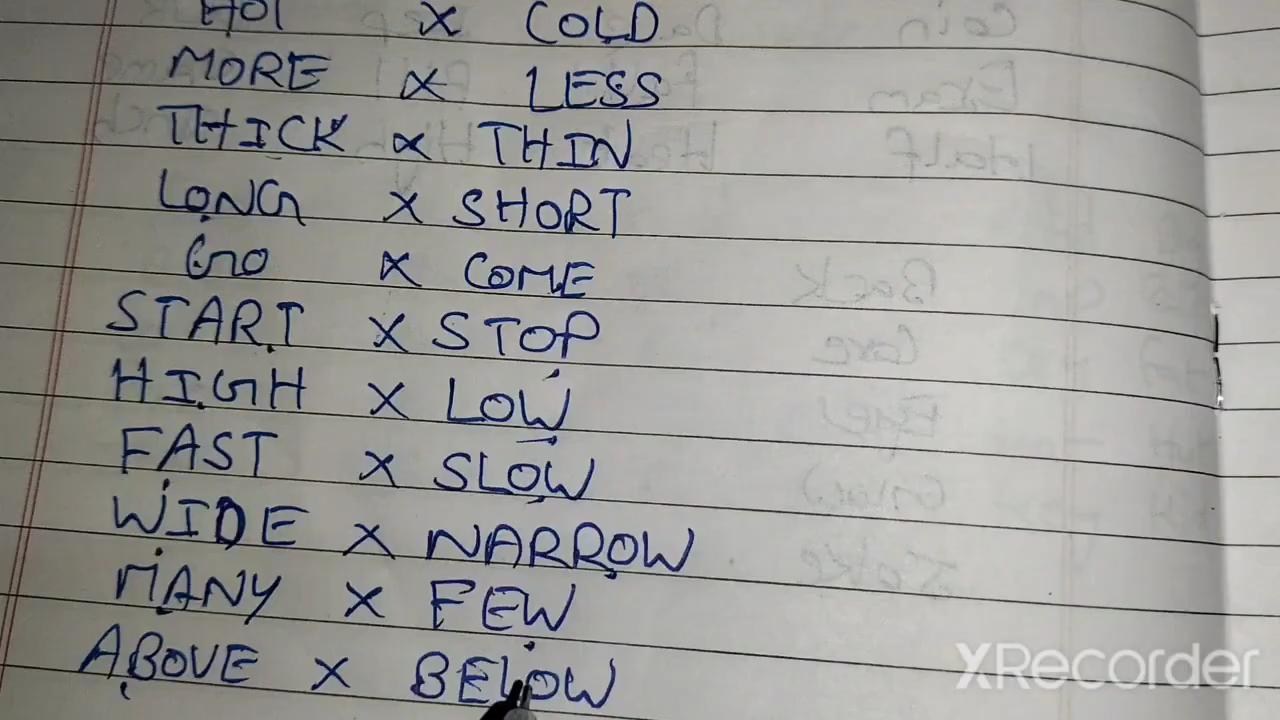 HOT X COLD
MORE X LESS
THICK X THIN
LONG X SHORT
GO X COME
START X STOP
HIGH X LOW
FAST X SLOW
WIDE X NARROW
MANY X FEW
ABOVE X BELOW
XRecorder